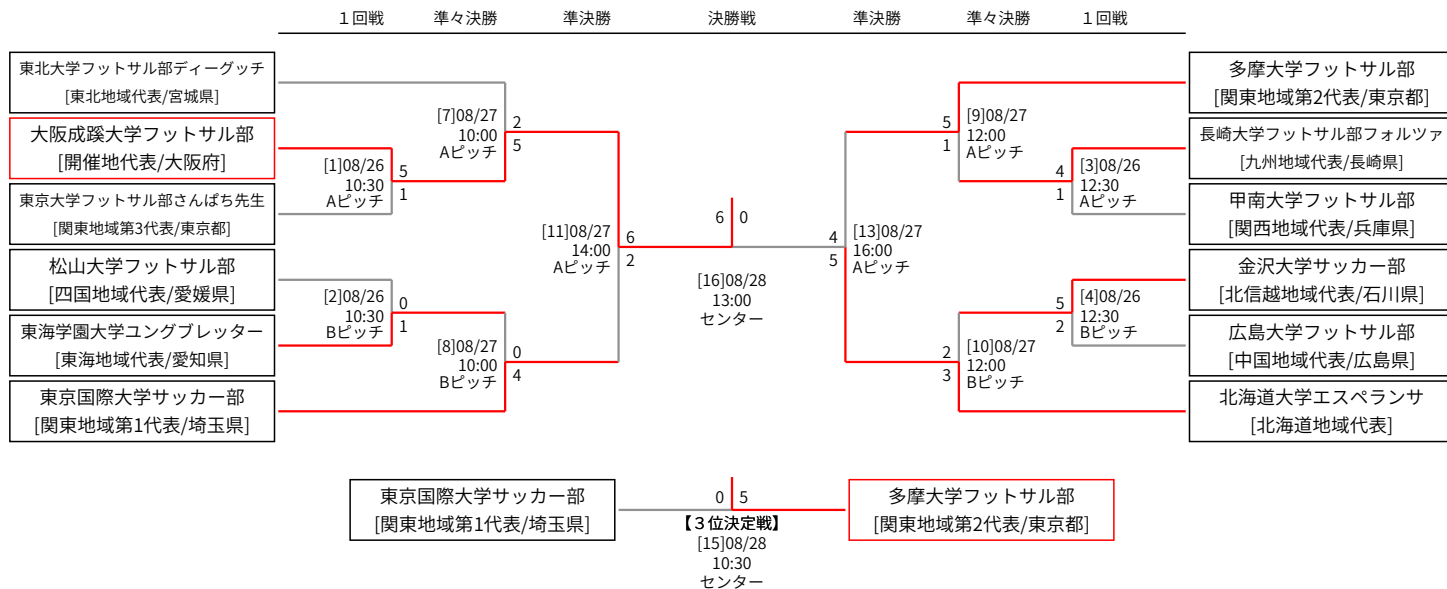 １回戦 準々決勝 準決勝 決勝戦 準決勝 準々決勝 １回戦
東北大学フットサル部ディーグッチ
[東北地域代表/宮城県]
大阪成蹊大学フットサル部
[開催地代表/大阪府]
東京大学フットサル部さんぱち先生
[関東地域第3代表/東京都]
松山大学フットサル部
[四国地域代表/愛媛県]
東海学園大学ユングブレッター
[東海地域代表/愛知県]
東京国際大学サッカー部
[関東地域第1代表/埼玉県]
[1]08/26
10:30
Aピッチ
5
1
[2]08/26
10:30
Bピッチ
0
1
[7]08/27
10:00
Aピッチ
2
5
[8]08/27
10:00
Bピッチ
0
4
[11]08/27
14:00
Aピッチ
6
2
6 0
[16]08/28
13:00
センター
4
5
[13]08/27
16:00
Aピッチ
5
1
[9]08/27
12:00
Aピッチ
2
3
[10]08/27
12:00
Bピッチ
4
1
[3]08/26
12:30
Aピッチ
5
2
[4]08/26
12:30
Bピッチ
多摩大学フットサル部
[関東地域第2代表/東京都]
長崎大学フットサル部フォルツァ
[九州地域代表/長崎県]
甲南大学フットサル部
[関西地域代表/兵庫県]
金沢大学サッカー部
[北信越地域代表/石川県]
広島大学フットサル部
[中国地域代表/広島県]
北海道大学エスペランサ
[北海道地域代表]
東京国際大学サッカー部
[関東地域第1代表/埼玉県]
0 5
【３位決定戦】
[15]08/28
10:30
センター
多摩大学フットサル部
[関東地域第2代表/東京都]